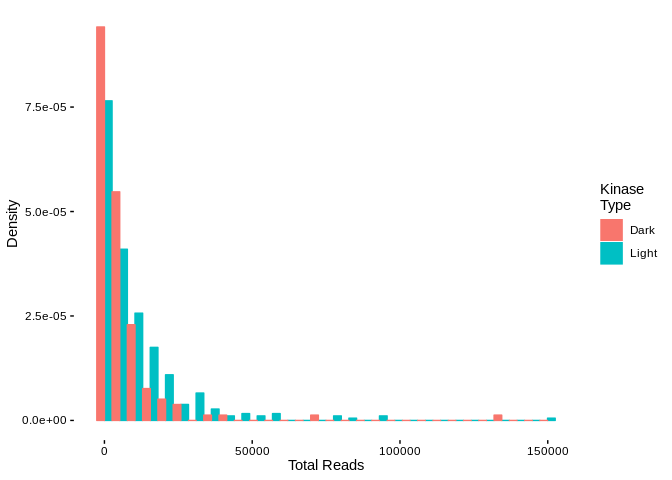 7.5e-05
5.0e-05
2.5e-05
0.0e+00
Density
0
50000
100000
150000
Total Reads
Kinase
Type
Dark
Light